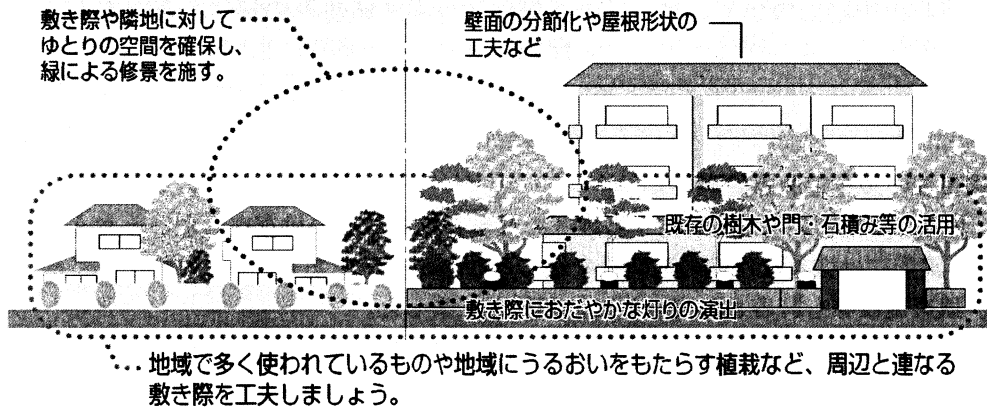 敷き際や隣地に対して
ゆとりの空間を確保し、
緑による修景を施す。
壁面の分節化や屋根形状の
工夫など
既存の樹木や門・石積み等の活用
敷き際におだやかな灯りの演出
地域で多く使われているものや地域にうるおいをもたらす植栽など、周辺と連なる
敷き際を工夫しましょう。